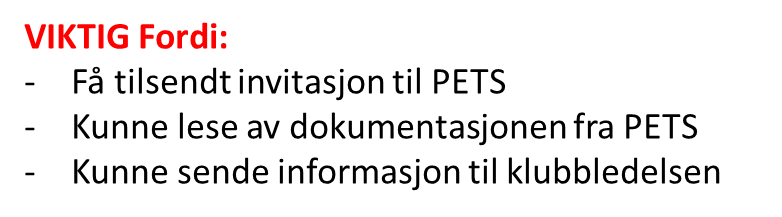 VIKTIG Fordi:
- Få tilsendt invitasjon til PETS
- Kunne lese av dokumentasjonen fra PETS
- Kunne sende informasjon til klubbledelsen